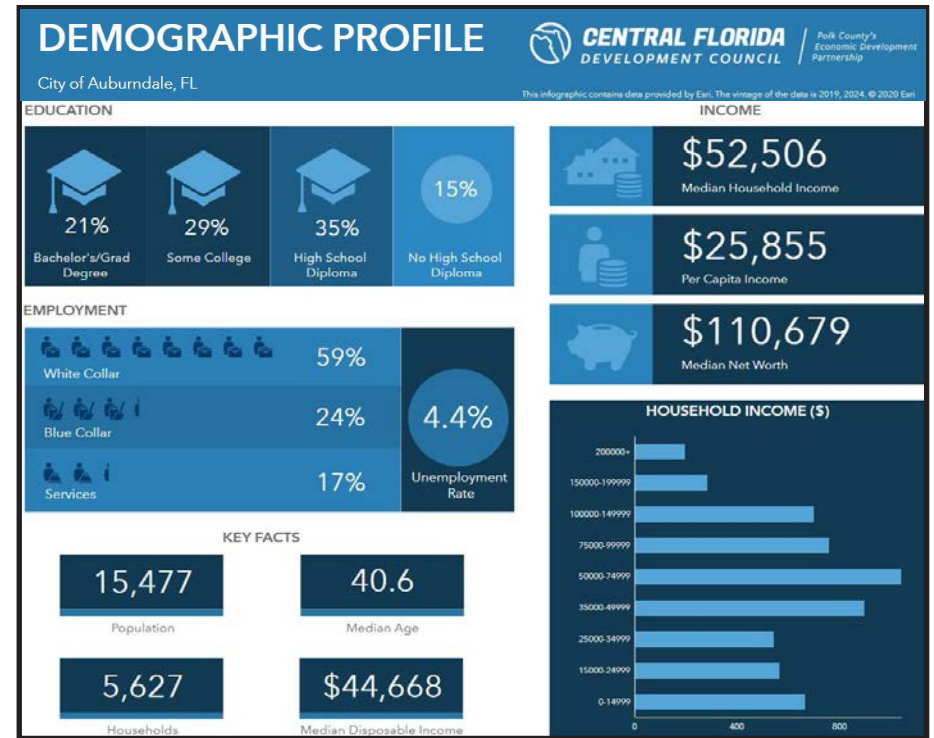 DEMOGRAPHIC PROFILE
City of Auburndale, FL
CENTRAL FLORIDA
DEVELOPMENT COUNCIL
Polk County's
Economic Development
Partnership
This infographic contains data provided by Esri. The vintage of the data is 2019, 2024. © 2020 Esri
EDUCATION
21%
Bachelor's/Grad
Degree
29%
Some College
35%
High School
Diploma
15%
No High School
Diploma
EMPLOYMENT
White Collar
59%
Blue Collar
24%
Services
17%
4.4%
Unemployment
Rate
KEY FACTS
15,477
Population
40.6
Median Age
5,627
Households
$44,668
Median Disposable Income
INCOME
$52,506
Median Household Income
$25,855
Per Capita Income
$110,679
Median Net Worth
HOUSEHOLD INCOME ($)
200000+
150000-199999
100000-149999
75000-99999
50000-74999
35000-49999
25000-34999
15000-24999
0-14999
0 400 800